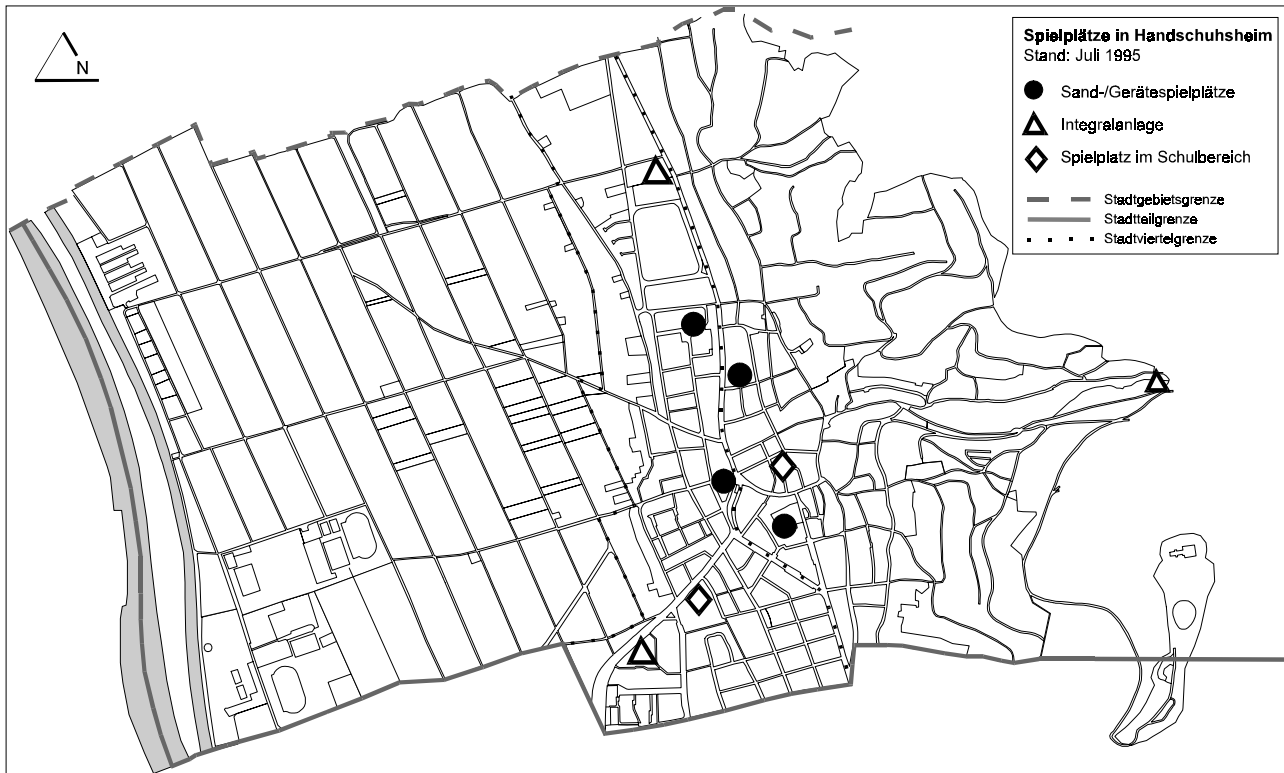 N
Spielplätze in Handschuhsheim
Stand: Juli 1995
Sand-/Gerätespielplätze
Integralanlage
Spielplatz im Schulbereich
Stadtgebietsgrenze
Stadtteilgrenze
Stadtviertelgrenze